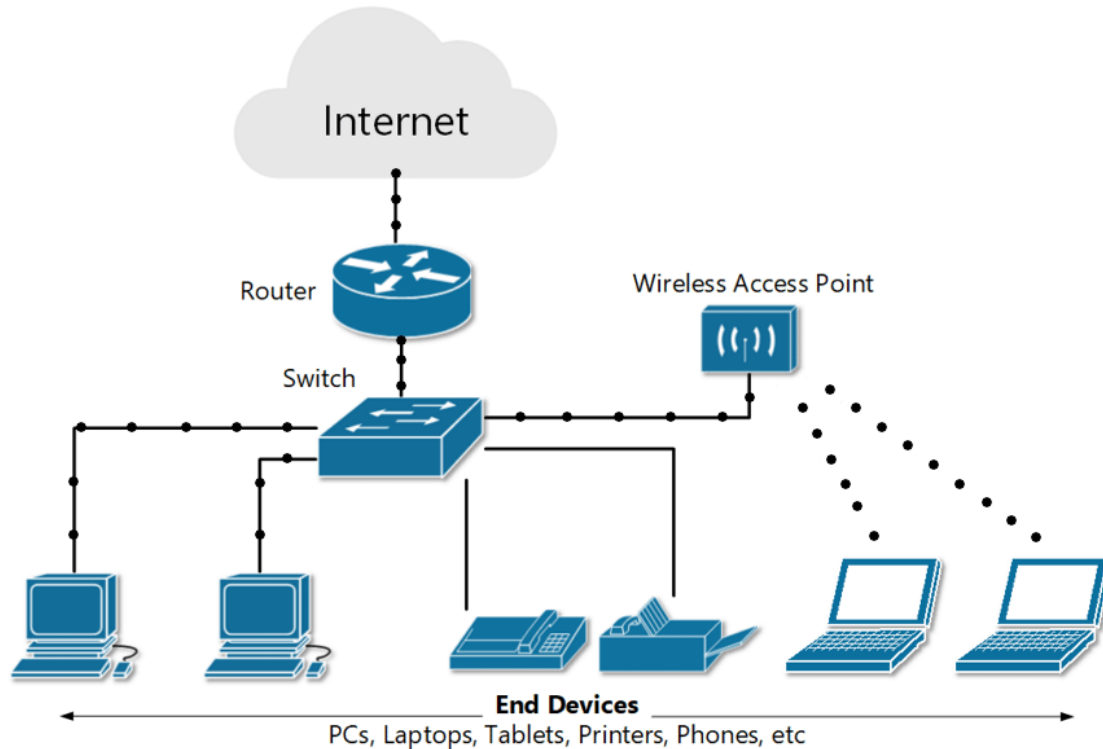 Internet
Router
Wireless Access Point
Switch
End Devices
PCs, Laptops, Tablets, Printers, Phones, etc